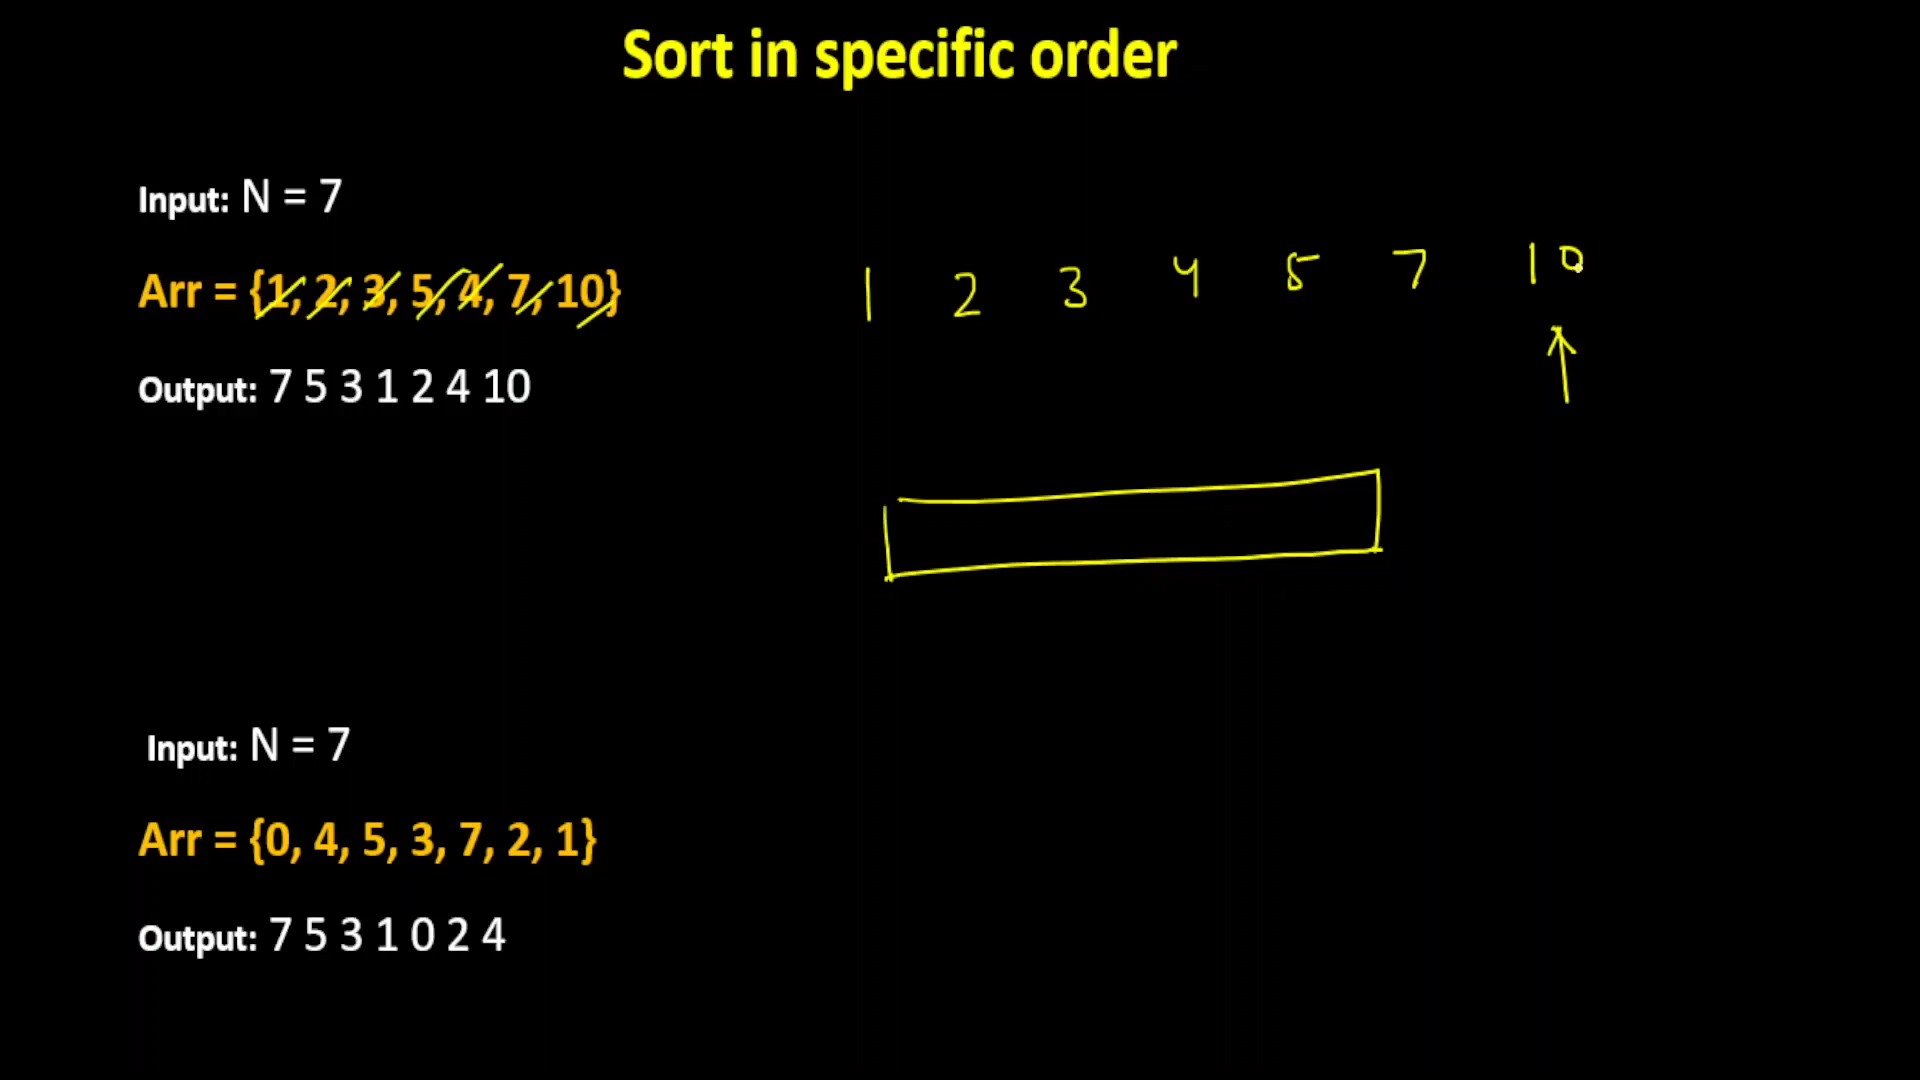 Sort in specific order
Input: N = 7
Arr = {1, 2, 3, 5, 4, 7, 10}
1 2 3 4 5 7 10
Output: 7 5 3 1 2 4 10
Input: N = 7
Arr = {0, 4, 5, 3, 7, 2, 1}
Output: 7 5 3 1 0 2 4